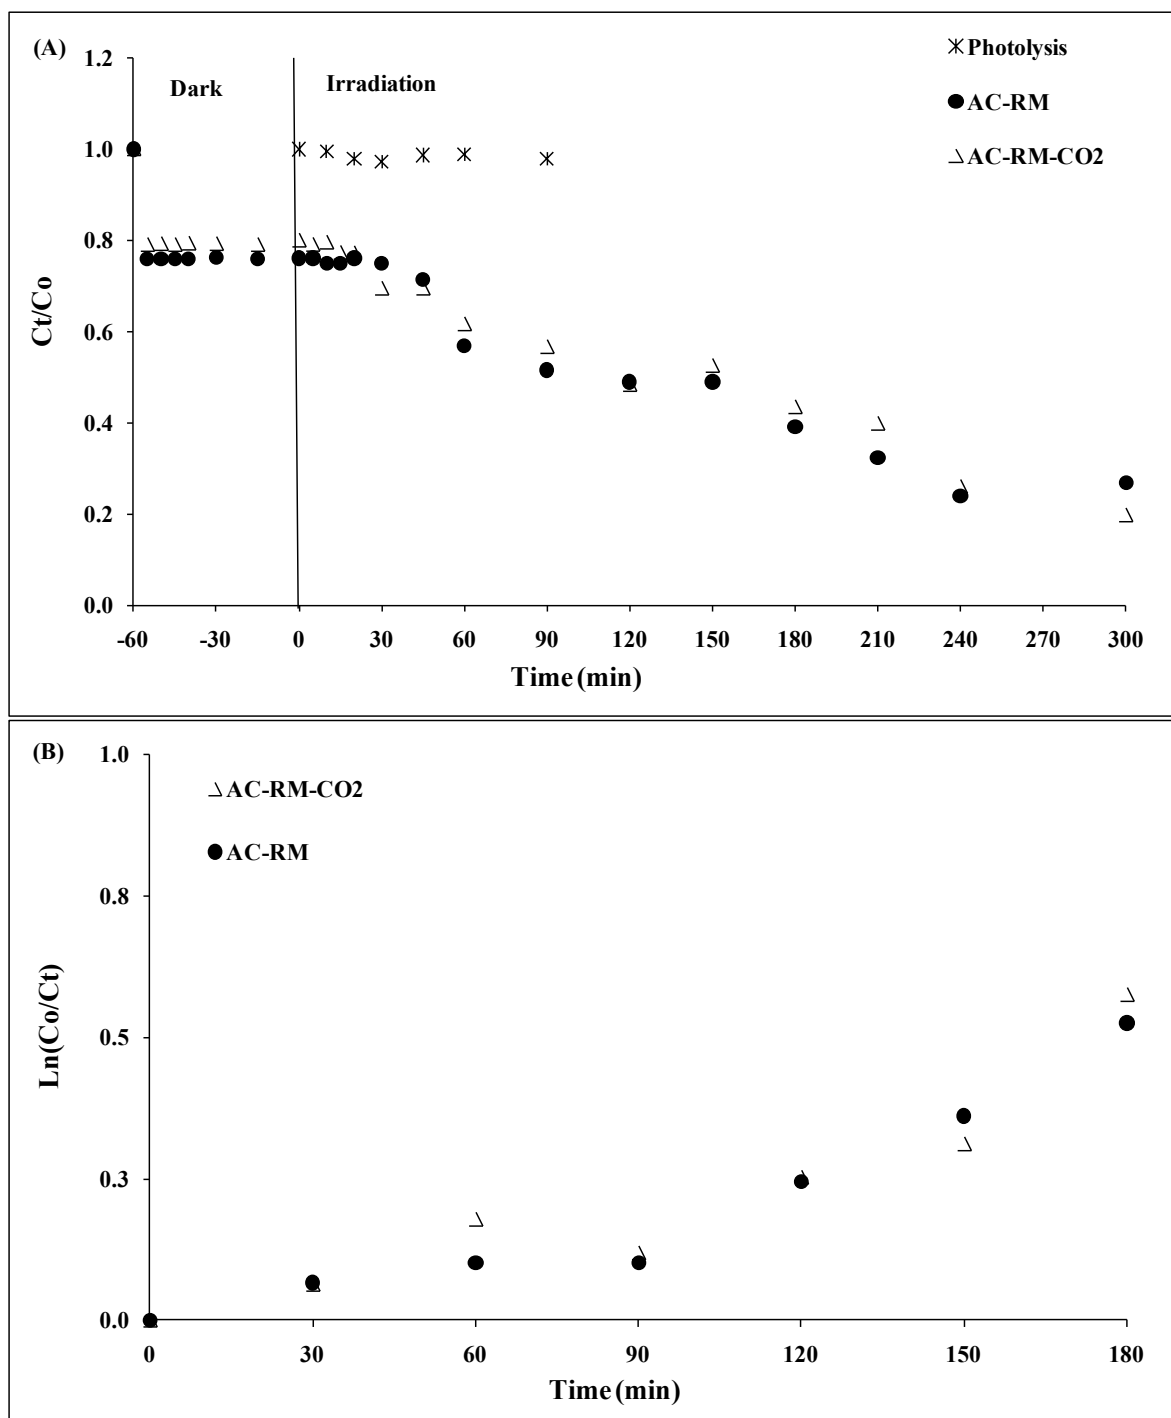 (A)
1.2
1.0
0.8
0.6
0.4
0.2
0.0
Ct/Co
Dark
Irradiation
Photolysis
AC-RM
AC-RM-CO2
-60 -30 0 30 60 90 120 150 180 210 240 270 300
Time (min)
(B)
1.0
0.8
0.5
0.3
0.0
Ln(Co/Ct)
AC-RM-CO2
AC-RM
0 30 60 90 120 150 180
Time (min)